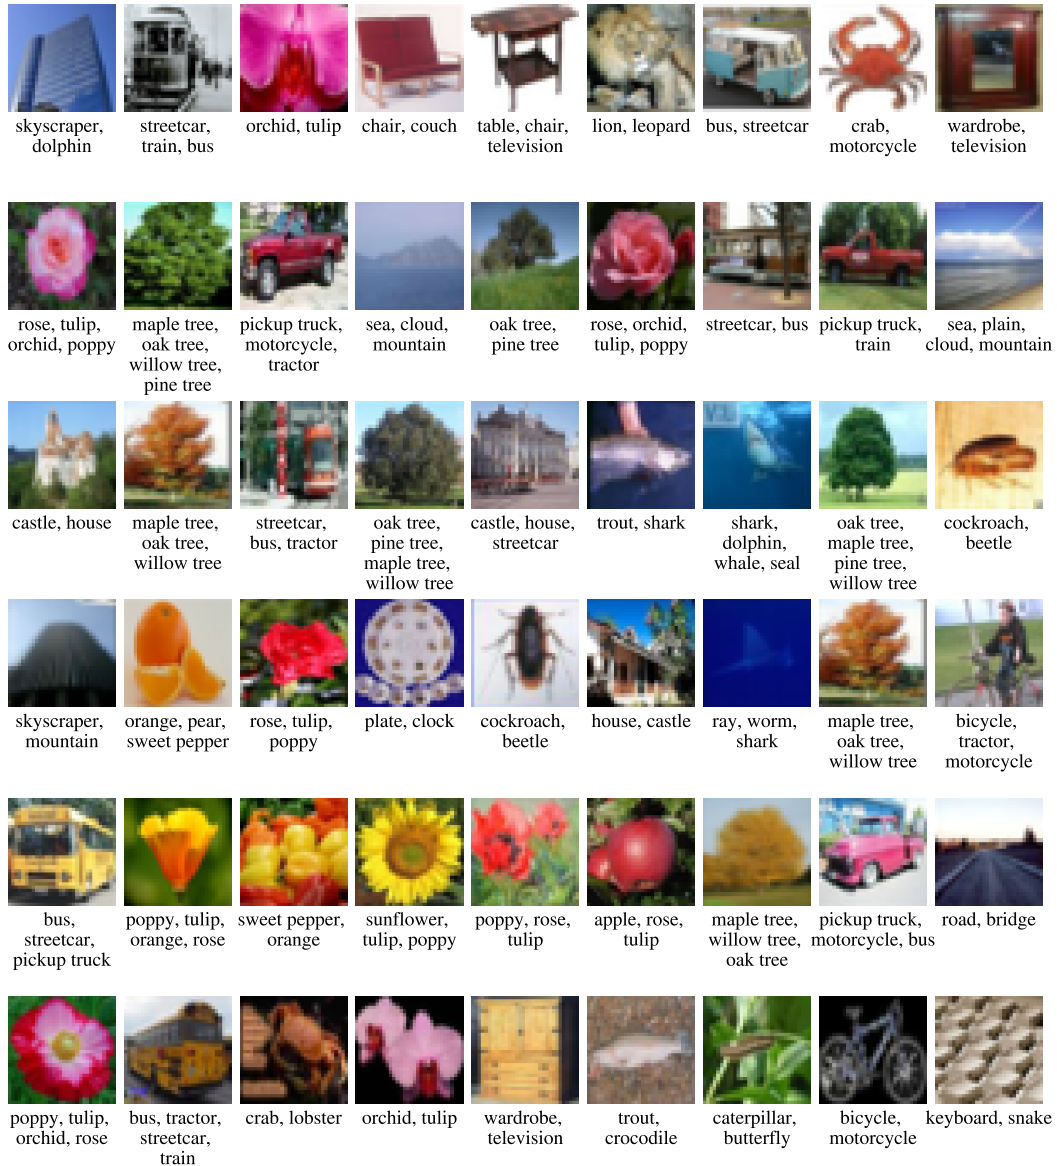 skyscraper,
dolphin
streetcar,
train, bus
orchid, tulip
chair, couch
table, chair,
television
lion, leopard
bus, streetcar
crab,
motorcycle
wardrobe,
television
rose, tulip,
orchid, poppy
maple tree,
oak tree,
willow tree,
pine tree
pickup truck,
motorcycle,
tractor
sea, cloud,
mountain
oak tree,
pine tree
rose, orchid,
tulip, poppy
streetcar, bus
pickup truck,
train
sea, plain,
cloud, mountain
castle, house
maple tree,
oak tree,
willow tree
streetcar,
bus, tractor
oak tree,
pine tree,
maple tree,
willow tree
castle, house,
streetcar
trout, shark
shark,
dolphin,
whale, seal
oak tree,
maple tree,
pine tree,
willow tree
cockroach,
beetle
skyscraper,
mountain
orange, pear,
sweet pepper
rose, tulip,
poppy
plate, clock
cockroach,
beetle
house, castle
ray, worm,
shark
maple tree,
oak tree,
willow tree
bicycle,
tractor,
motorcycle
bus,
streetcar,
pickup truck
poppy, tulip,
orange, rose
sweet pepper,
orange
sunflower,
tulip, poppy
poppy, rose,
tulip
apple, rose,
tulip
maple tree,
willow tree,
oak tree
pickup truck,
motorcycle, bus
road, bridge
poppy, tulip,
orchid, rose
bus, tractor,
streetcar,
train
crab, lobster
orchid, tulip
wardrobe,
television
trout,
crocodile
caterpillar,
butterfly
bicycle,
motorcycle
keyboard, snake